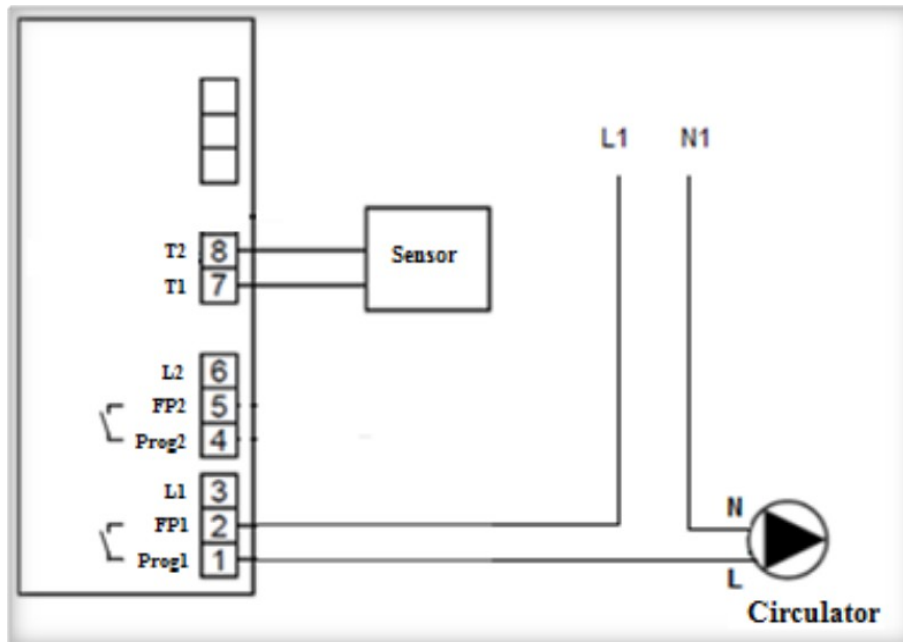 L1 N1
T2 8
T1 7
Sensor
L2 6
FP2 5
Prog2 4
L1 3
FP1 2
Prog1 1
N
L
Circulator